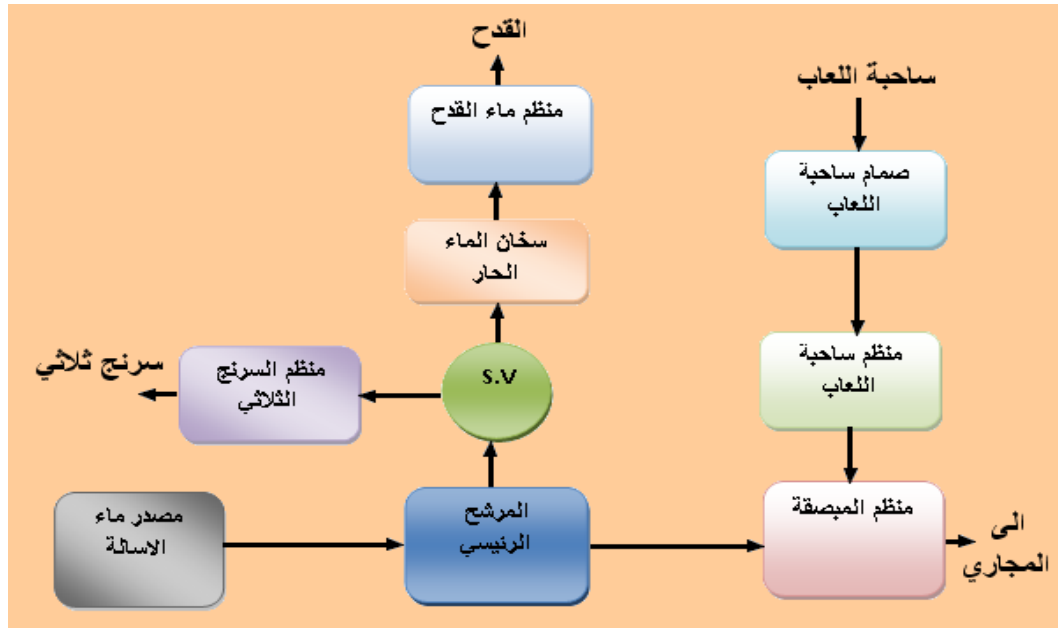 القدح
ساحبة اللعاب
منظم ماء القدح
صمام ساحبة
اللعاب
سخان الماء
الحار
سرنج ثلاثي
منظم السرنج
الثلاثي
S.V
منظم ساحبة
اللعاب
مصدر ماء
الاسالة
المرشح
الرئيسي
منظم المبصقة
الى
المجاري